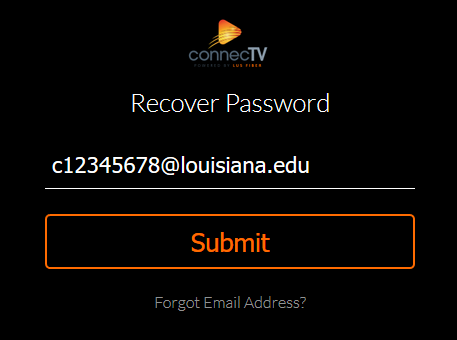 connecTV
POWERED BY LUS FIBER
Recover Password
c12345678@louisiana.edu
Submit
Forgot Email Address?